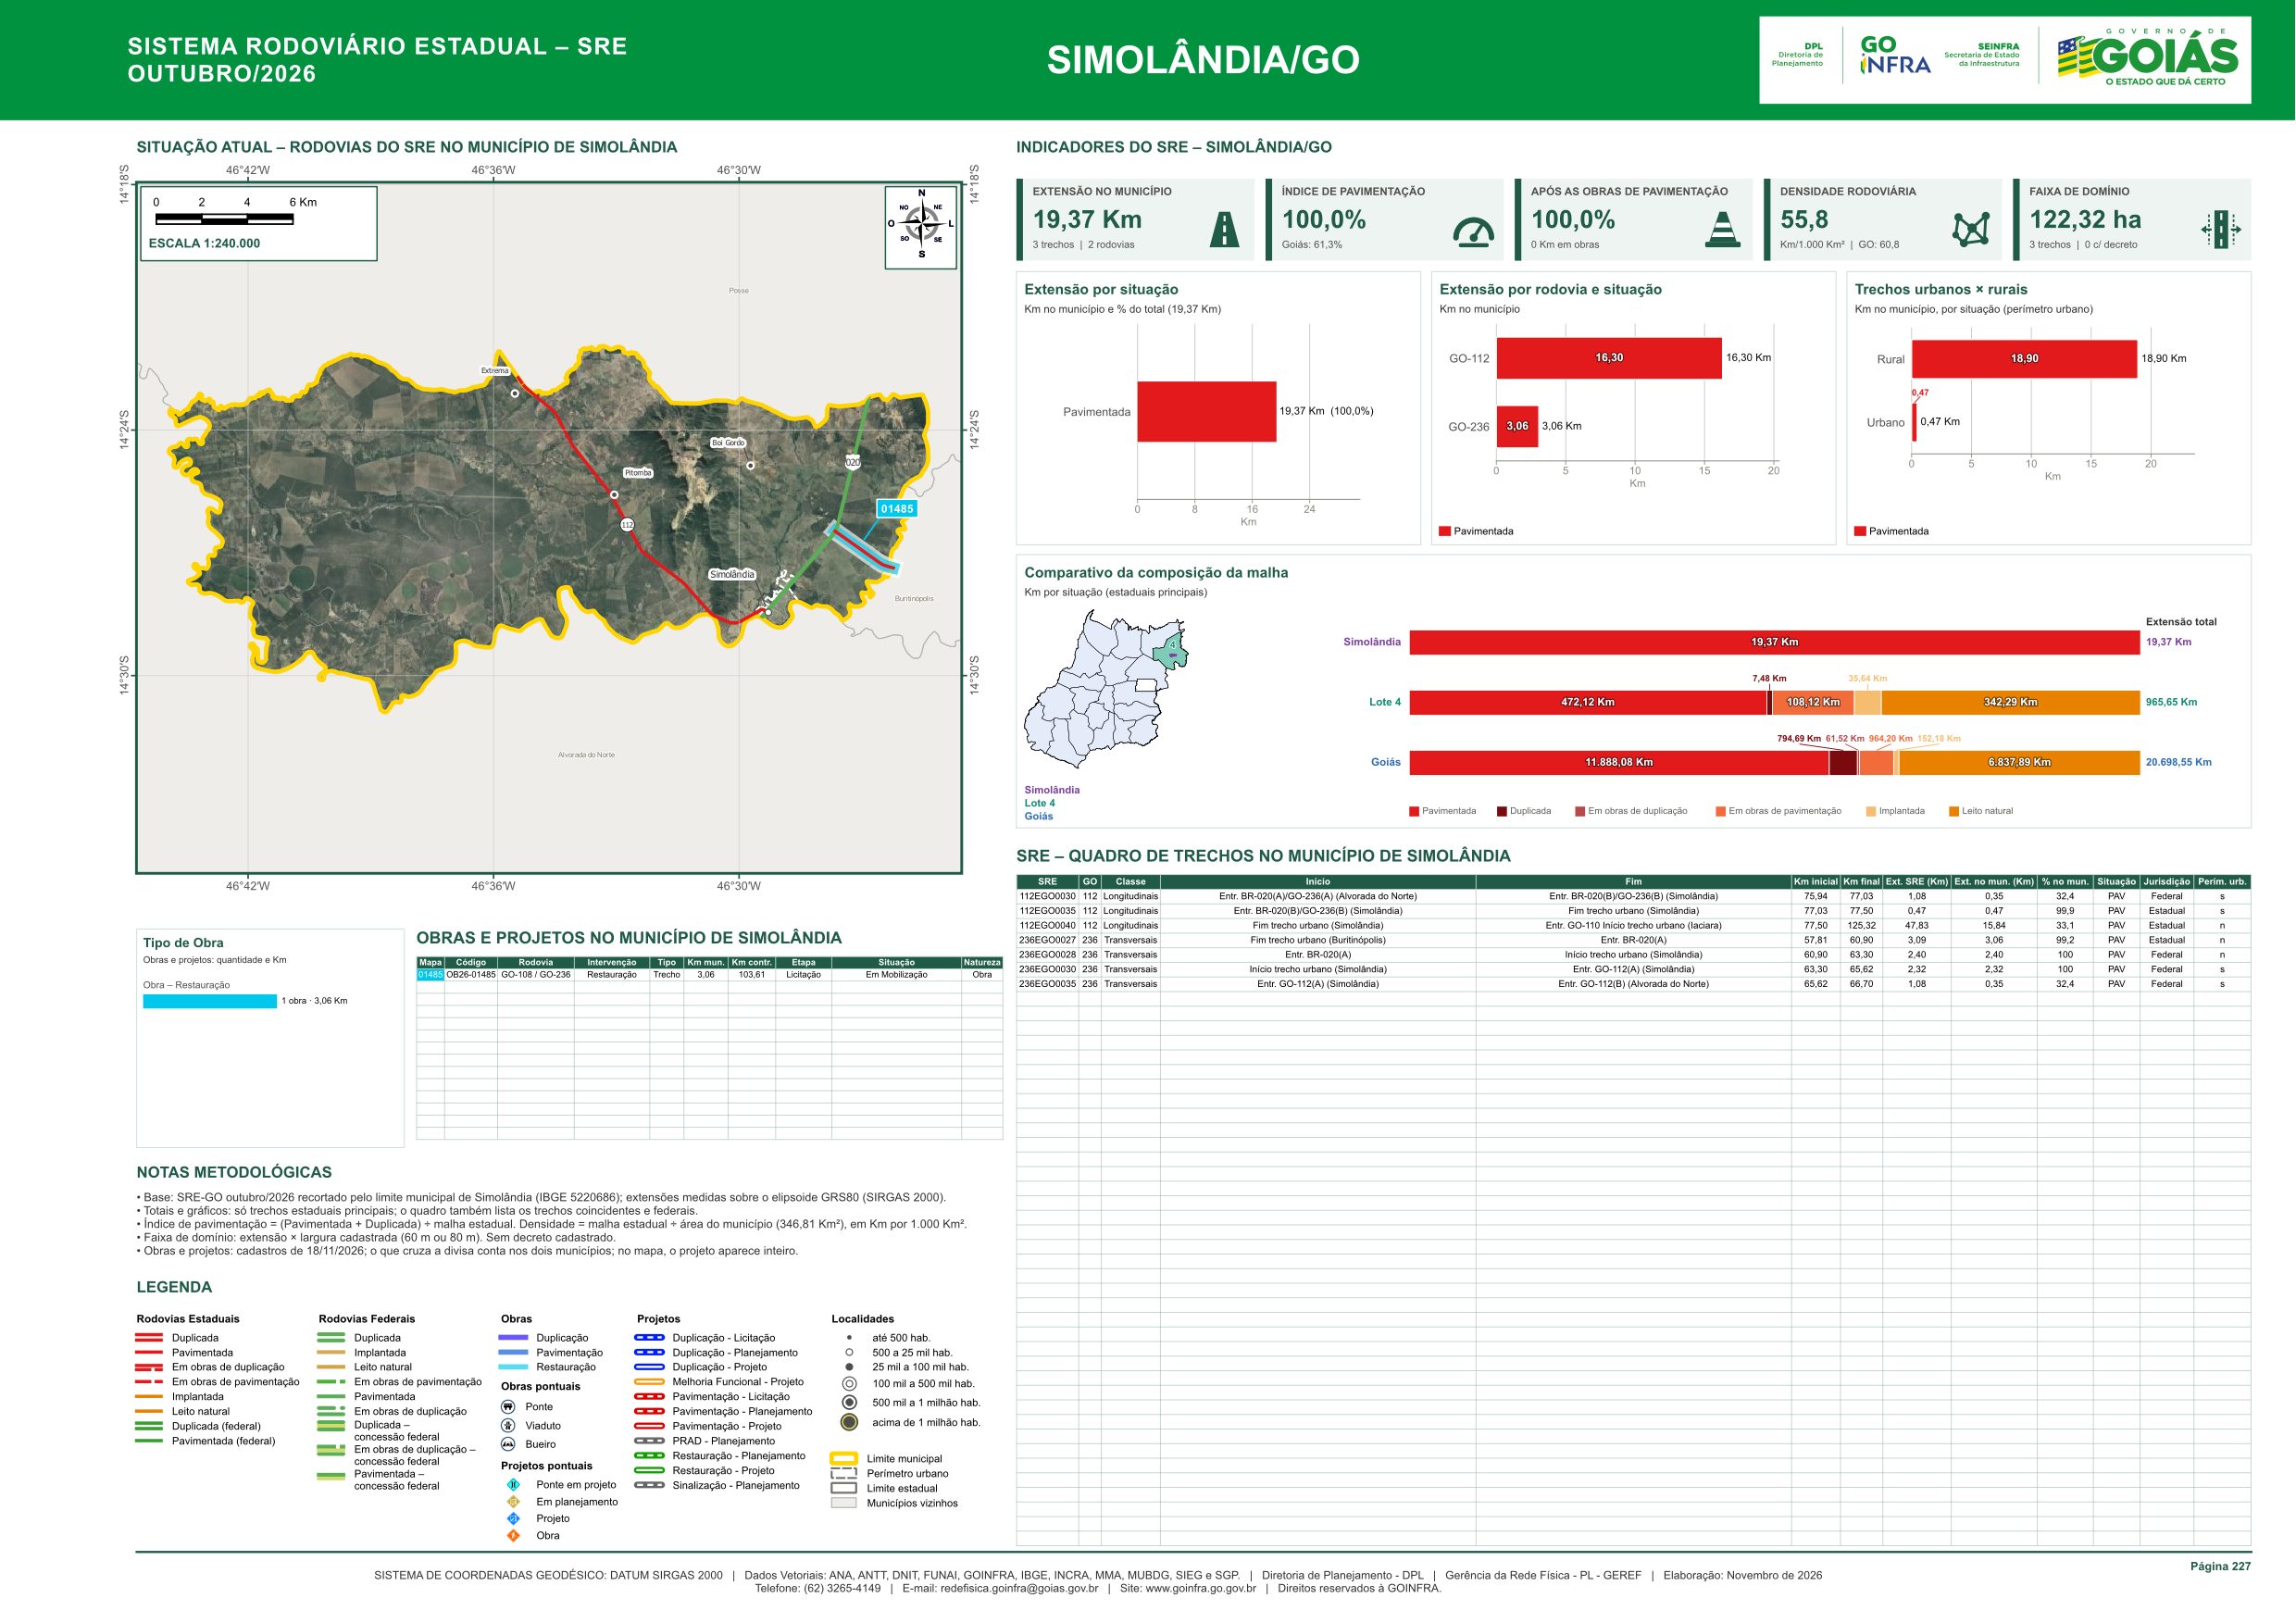 SISTEMA RODOVIÁRIO ESTADUAL – SRE
OUTUBRO/2026
SIMOLÂNDIA/GO
DPL
Diretoria de
Planejamento
GO
iNFRA
SEINFRA
Secretaria de Estado
da Infraestrutura
GOVERNO DE
GOIÁS
O ESTADO QUE DÁ CERTO
SITUAÇÃO ATUAL – RODOVIAS DO SRE NO MUNICÍPIO DE SIMOLÂNDIA
46°42'W 46°36'W 46°30'W
14°18'S 14°18'S
0 2 4 6 Km
ESCALA 1:240.000
N
NO NE
O L
SO SE
S
Posse
Extrema
14°24'S 14°24'S
Boi Gordo
020
Pitomba
01485
112
Simolândia
Buritinópolis
14°30'S 14°30'S
Alvorada do Norte
46°42'W 46°36'W 46°30'W
INDICADORES DO SRE – SIMOLÂNDIA/GO
EXTENSÃO NO MUNICÍPIO
19,37 Km
3 trechos | 2 rodovias
ÍNDICE DE PAVIMENTAÇÃO
100,0%
Goiás: 61,3%
APÓS AS OBRAS DE PAVIMENTAÇÃO
100,0%
0 Km em obras
DENSIDADE RODOVIÁRIA
55,8
Km/1.000 Km² | GO: 60,8
FAIXA DE DOMÍNIO
122,32 ha
3 trechos | 0 c/ decreto
Extensão por situação
Km no município e % do total (19,37 Km)
Pavimentada 19,37 Km (100,0%)
0 8 16 24
Km
Extensão por rodovia e situação
Km no município
GO-112 16,30 16,30 Km
GO-236 3,06 3,06 Km
0 5 10 15 20
Km
Pavimentada
Trechos urbanos × rurais
Km no município, por situação (perímetro urbano)
Rural 18,90 18,90 Km
0,47
Urbano 0,47 Km
0 5 10 15 20
Km
Pavimentada
Comparativo da composição da malha
Km por situação (estaduais principais)
4
Simolândia
Lote 4
Goiás
Extensão total
Simolândia 19,37 Km 19,37 Km
7,48 Km 35,64 Km
Lote 4 472,12 Km 108,12 Km 342,29 Km 965,65 Km
794,69 Km 61,52 Km 964,20 Km 152,18 Km
Goiás 11.888,08 Km 6.837,89 Km 20.698,55 Km
Pavimentada Duplicada Em obras de duplicação Em obras de pavimentação Implantada Leito natural
SRE – QUADRO DE TRECHOS NO MUNICÍPIO DE SIMOLÂNDIA
SRE GO Classe Início Fim Km inicial Km final Ext. SRE (Km) Ext. no mun. (Km) % no mun. Situação Jurisdição Perím. urb.
112EGO0030 112 Longitudinais Entr. BR-020(A)/GO-236(A) (Alvorada do Norte) Entr. BR-020(B)/GO-236(B) (Simolândia) 75,94 77,03 1,08 0,35 32,4 PAV Federal s
112EGO0035 112 Longitudinais Entr. BR-020(B)/GO-236(B) (Simolândia) Fim trecho urbano (Simolândia) 77,03 77,50 0,47 0,47 99,9 PAV Estadual s
112EGO0040 112 Longitudinais Fim trecho urbano (Simolândia) Entr. GO-110 Início trecho urbano (Iaciara) 77,50 125,32 47,83 15,84 33,1 PAV Estadual n
236EGO0027 236 Transversais Fim trecho urbano (Buritinópolis) Entr. BR-020(A) 57,81 60,90 3,09 3,06 99,2 PAV Estadual n
236EGO0028 236 Transversais Entr. BR-020(A) Início trecho urbano (Simolândia) 60,90 63,30 2,40 2,40 100 PAV Federal n
236EGO0030 236 Transversais Início trecho urbano (Simolândia) Entr. GO-112(A) (Simolândia) 63,30 65,62 2,32 2,32 100 PAV Federal s
236EGO0035 236 Transversais Entr. GO-112(A) (Simolândia) Entr. GO-112(B) (Alvorada do Norte) 65,62 66,70 1,08 0,35 32,4 PAV Federal s
Tipo de Obra
Obras e projetos: quantidade e Km
Obra – Restauração
1 obra · 3,06 Km
OBRAS E PROJETOS NO MUNICÍPIO DE SIMOLÂNDIA
Mapa Código Rodovia Intervenção Tipo Km mun. Km contr. Etapa Situação Natureza
01485 OB26-01485 GO-108 / GO-236 Restauração Trecho 3,06 103,61 Licitação Em Mobilização Obra
NOTAS METODOLÓGICAS
• Base: SRE-GO outubro/2026 recortado pelo limite municipal de Simolândia (IBGE 5220686); extensões medidas sobre o elipsoide GRS80 (SIRGAS 2000).
• Totais e gráficos: só trechos estaduais principais; o quadro também lista os trechos coincidentes e federais.
• Índice de pavimentação = (Pavimentada + Duplicada) ÷ malha estadual. Densidade = malha estadual ÷ área do município (346,81 Km²), em Km por 1.000 Km².
• Faixa de domínio: extensão × largura cadastrada (60 m ou 80 m). Sem decreto cadastrado.
• Obras e projetos: cadastros de 18/11/2026; o que cruza a divisa conta nos dois municípios; no mapa, o projeto aparece inteiro.
LEGENDA
Rodovias Estaduais
Duplicada
Pavimentada
Em obras de duplicação
Em obras de pavimentação
Implantada
Leito natural
Duplicada (federal)
Pavimentada (federal)
Rodovias Federais
Duplicada
Implantada
Leito natural
Em obras de pavimentação
Pavimentada
Em obras de duplicação
Duplicada –
concessão federal
Em obras de duplicação –
concessão federal
Pavimentada –
concessão federal
Obras
Duplicação
Pavimentação
Restauração
Obras pontuais
Ponte
Viaduto
Bueiro
Projetos pontuais
Ponte em projeto
Em planejamento
Projeto
Obra
Projetos
Duplicação - Licitação
Duplicação - Planejamento
Duplicação - Projeto
Melhoria Funcional - Projeto
Pavimentação - Licitação
Pavimentação - Planejamento
Pavimentação - Projeto
PRAD - Planejamento
Restauração - Planejamento
Restauração - Projeto
Sinalização - Planejamento
Localidades
até 500 hab.
500 a 25 mil hab.
25 mil a 100 mil hab.
100 mil a 500 mil hab.
500 mil a 1 milhão hab.
acima de 1 milhão hab.
Limite municipal
Perímetro urbano
Limite estadual
Municípios vizinhos
Página 227
SISTEMA DE COORDENADAS GEODÉSICO: DATUM SIRGAS 2000 | Dados Vetoriais: ANA, ANTT, DNIT, FUNAI, GOINFRA, IBGE, INCRA, MMA, MUBDG, SIEG e SGP. | Diretoria de Planejamento - DPL | Gerência da Rede Física - PL - GEREF | Elaboração: Novembro de 2026
Telefone: (62) 3265-4149 | E-mail: redefisica.goinfra@goias.gov.br | Site: www.goinfra.go.gov.br | Direitos reservados à GOINFRA.